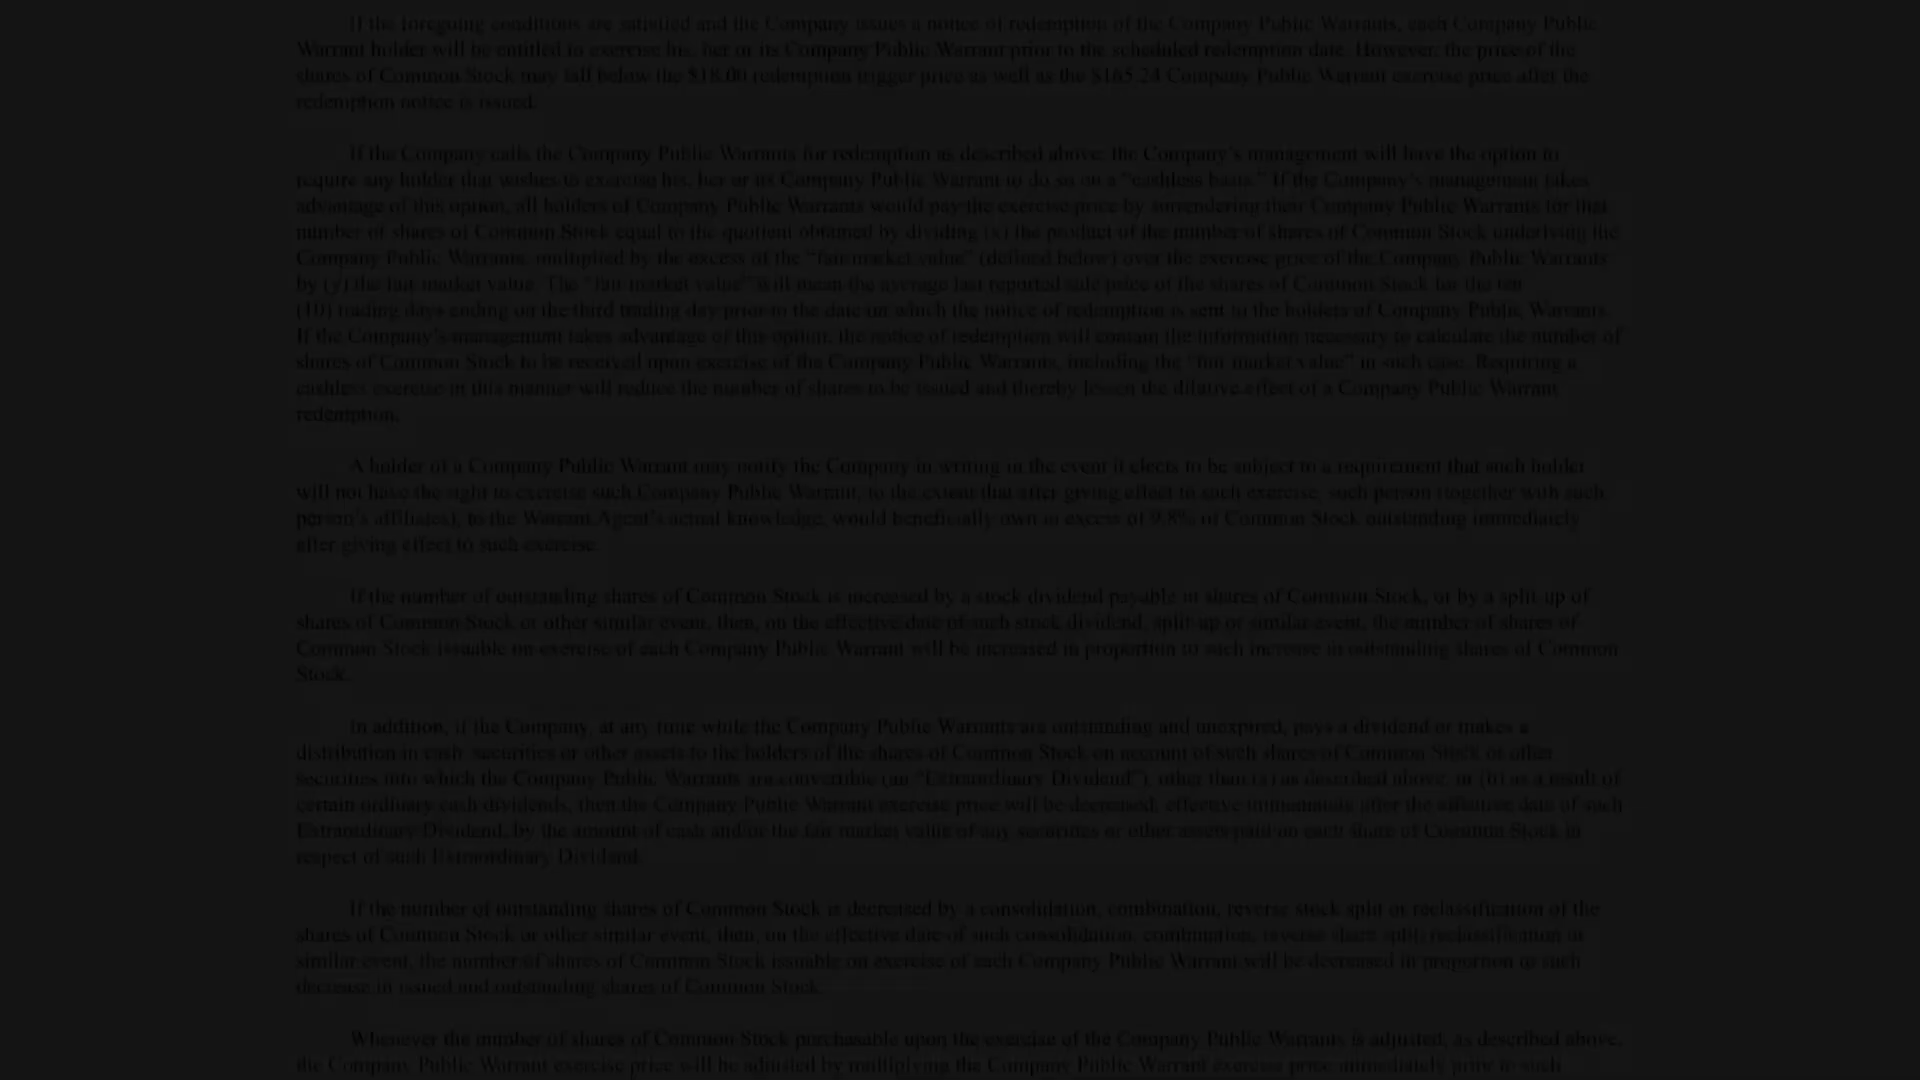 If the foregoing conditions are satisfied and the Company issues a notice of redemption of the Company Public Warrants, each Company Public
Warrant holder will be entitled to exercise his, her or its Company Public Warrant prior to the scheduled redemption date. However, the price of the
shares of Common Stock may fall below the $18.00 redemption trigger price as well as the $165.24 Company Public Warrant exercise price after the
redemption notice is issued.
If the Company calls the Company Public Warrants for redemption as described above, the Company’s management will have the option to
require any holder that wishes to exercise his, her or its Company Public Warrant to do so on a “cashless basis.” If the Company’s management takes
advantage of this option, all holders of Company Public Warrants would pay the exercise price by surrendering their Company Public Warrants for that
number of shares of Common Stock equal to the quotient obtained by dividing (x) the product of the number of shares of Common Stock underlying the
Company Public Warrants, multiplied by the excess of the “fair market value” (defined below) over the exercise price of the Company Public Warrants
by (y) the fair market value. The “fair market value” will mean the average last reported sale price of the shares of Common Stock for the ten
(10) trading days ending on the third trading day prior to the date on which the notice of redemption is sent to the holders of Company Public Warrants.
If the Company’s management takes advantage of this option, the notice of redemption will contain the information necessary to calculate the number of
shares of Common Stock to be received upon exercise of the Company Public Warrants, including the “fair market value” in such case. Requiring a
cashless exercise in this manner will reduce the number of shares to be issued and thereby lessen the dilutive effect of a Company Public Warrant
redemption.
A holder of a Company Public Warrant may notify the Company in writing in the event it elects to be subject to a requirement that such holder
will not have the right to exercise such Company Public Warrant, to the extent that after giving effect to such exercise, such person (together with such
person’s affiliates), to the Warrant Agent’s actual knowledge, would beneficially own in excess of 9.8% of Common Stock outstanding immediately
after giving effect to such exercise.
If the number of outstanding shares of Common Stock is increased by a stock dividend payable in shares of Common Stock, or by a split-up of
shares of Common Stock or other similar event, then, on the effective date of such stock dividend, split-up or similar event, the number of shares of
Common Stock issuable on exercise of each Company Public Warrant will be increased in proportion to such increase in outstanding shares of Common
Stock.
In addition, if the Company, at any time while the Company Public Warrants are outstanding and unexpired, pays a dividend or makes a
distribution in cash, securities or other assets to the holders of the shares of Common Stock on account of such shares of Common Stock or other
securities into which the Company Public Warrants are convertible (an “Extraordinary Dividend”), other than (a) as described above, or (b) as a result of
certain ordinary cash dividends, then the Company Public Warrant exercise price will be decreased, effective immediately after the effective date of such
Extraordinary Dividend, by the amount of cash and/or the fair market value of any securities or other assets paid on each share of Common Stock in
respect of such Extraordinary Dividend.
If the number of outstanding shares of Common Stock is decreased by a consolidation, combination, reverse stock split or reclassification of the
shares of Common Stock or other similar event, then, on the effective date of such consolidation, combination, reverse share split, reclassification or
similar event, the number of shares of Common Stock issuable on exercise of each Company Public Warrant will be decreased in proportion to such
decrease in issued and outstanding shares of Common Stock.
Whenever the number of shares of Common Stock purchasable upon the exercise of the Company Public Warrants is adjusted, as described above,
the Company Public Warrant exercise price will be adjusted by multiplying the Company Public Warrant exercise price immediately prior to such